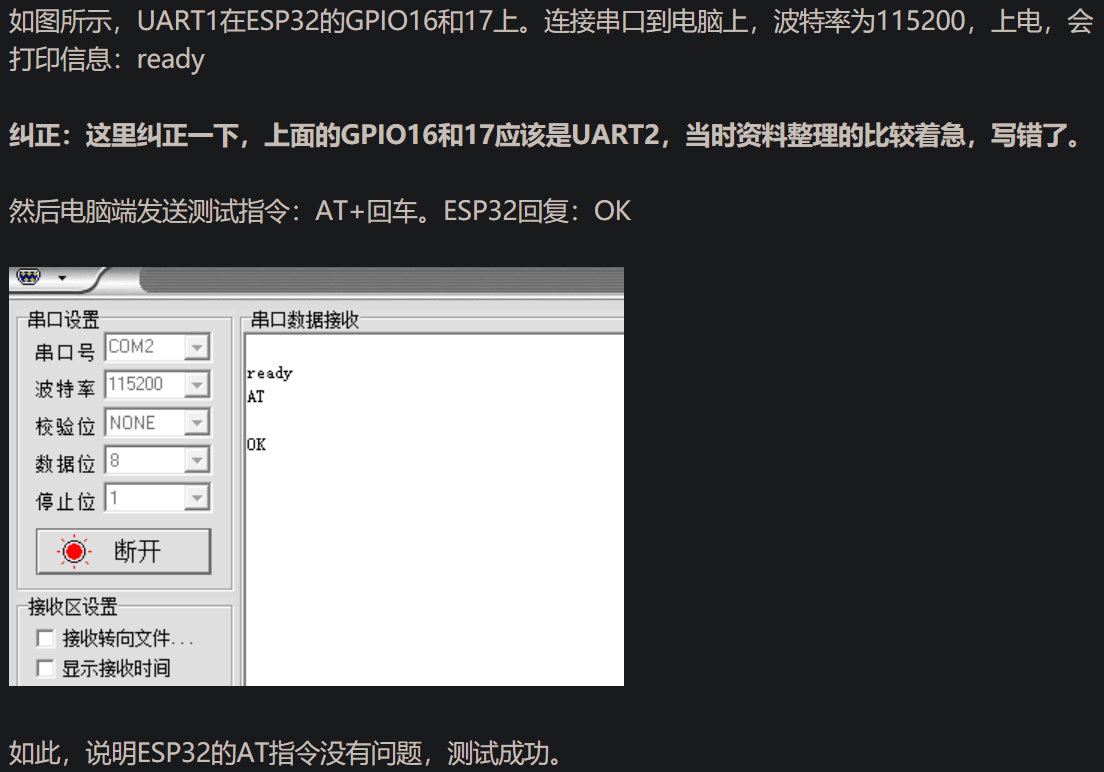 如图所示，UART1在ESP32的GPIO16和17上。连接串口到电脑上，波特率为115200，上电，会
打印信息：ready
纠正：这里纠正一下，上面的GPIO16和17应该是UART2，当时资料整理的比较着急，写错了。
然后电脑端发送测试指令：AT+回车。ESP32回复：OK
串口设置
串口号 COM2
波特率 115200
校验位 NONE
数据位 8
停止位 1
断开
接收区设置
接收转向文件...
显示接收时间
串口数据接收
ready
AT
OK
如此，说明ESP32的AT指令没有问题，测试成功。